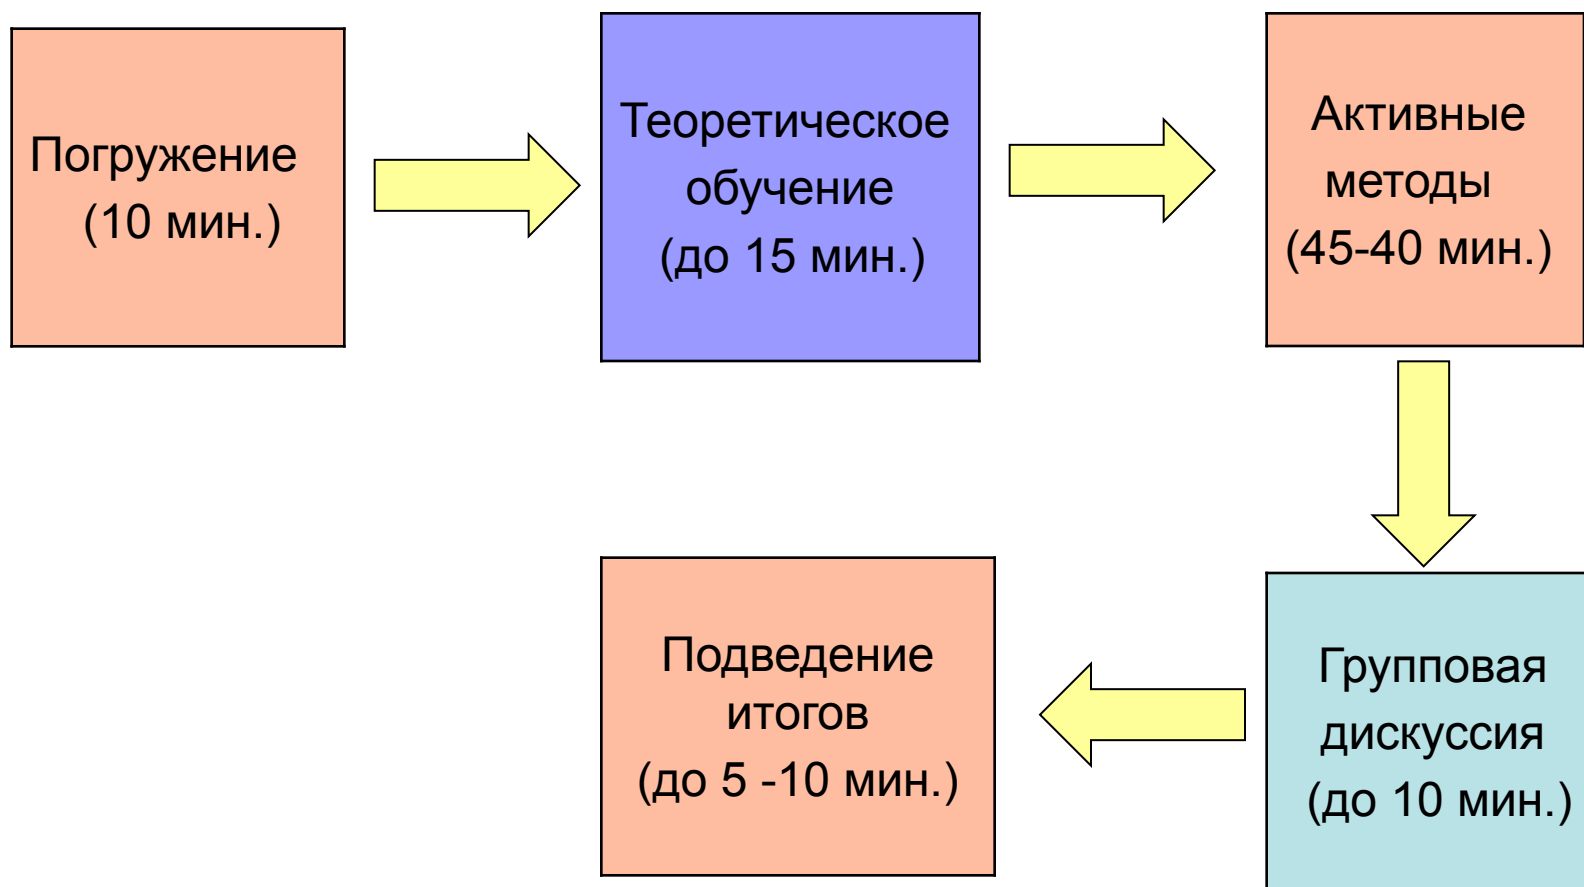 Погружение
(10 мин.)
Теоретическое
обучение
(до 15 мин.)
Активные
методы
(45-40 мин.)
Групповая
дискуссия
(до 10 мин.)
Подведение
итогов
(до 5 -10 мин.)